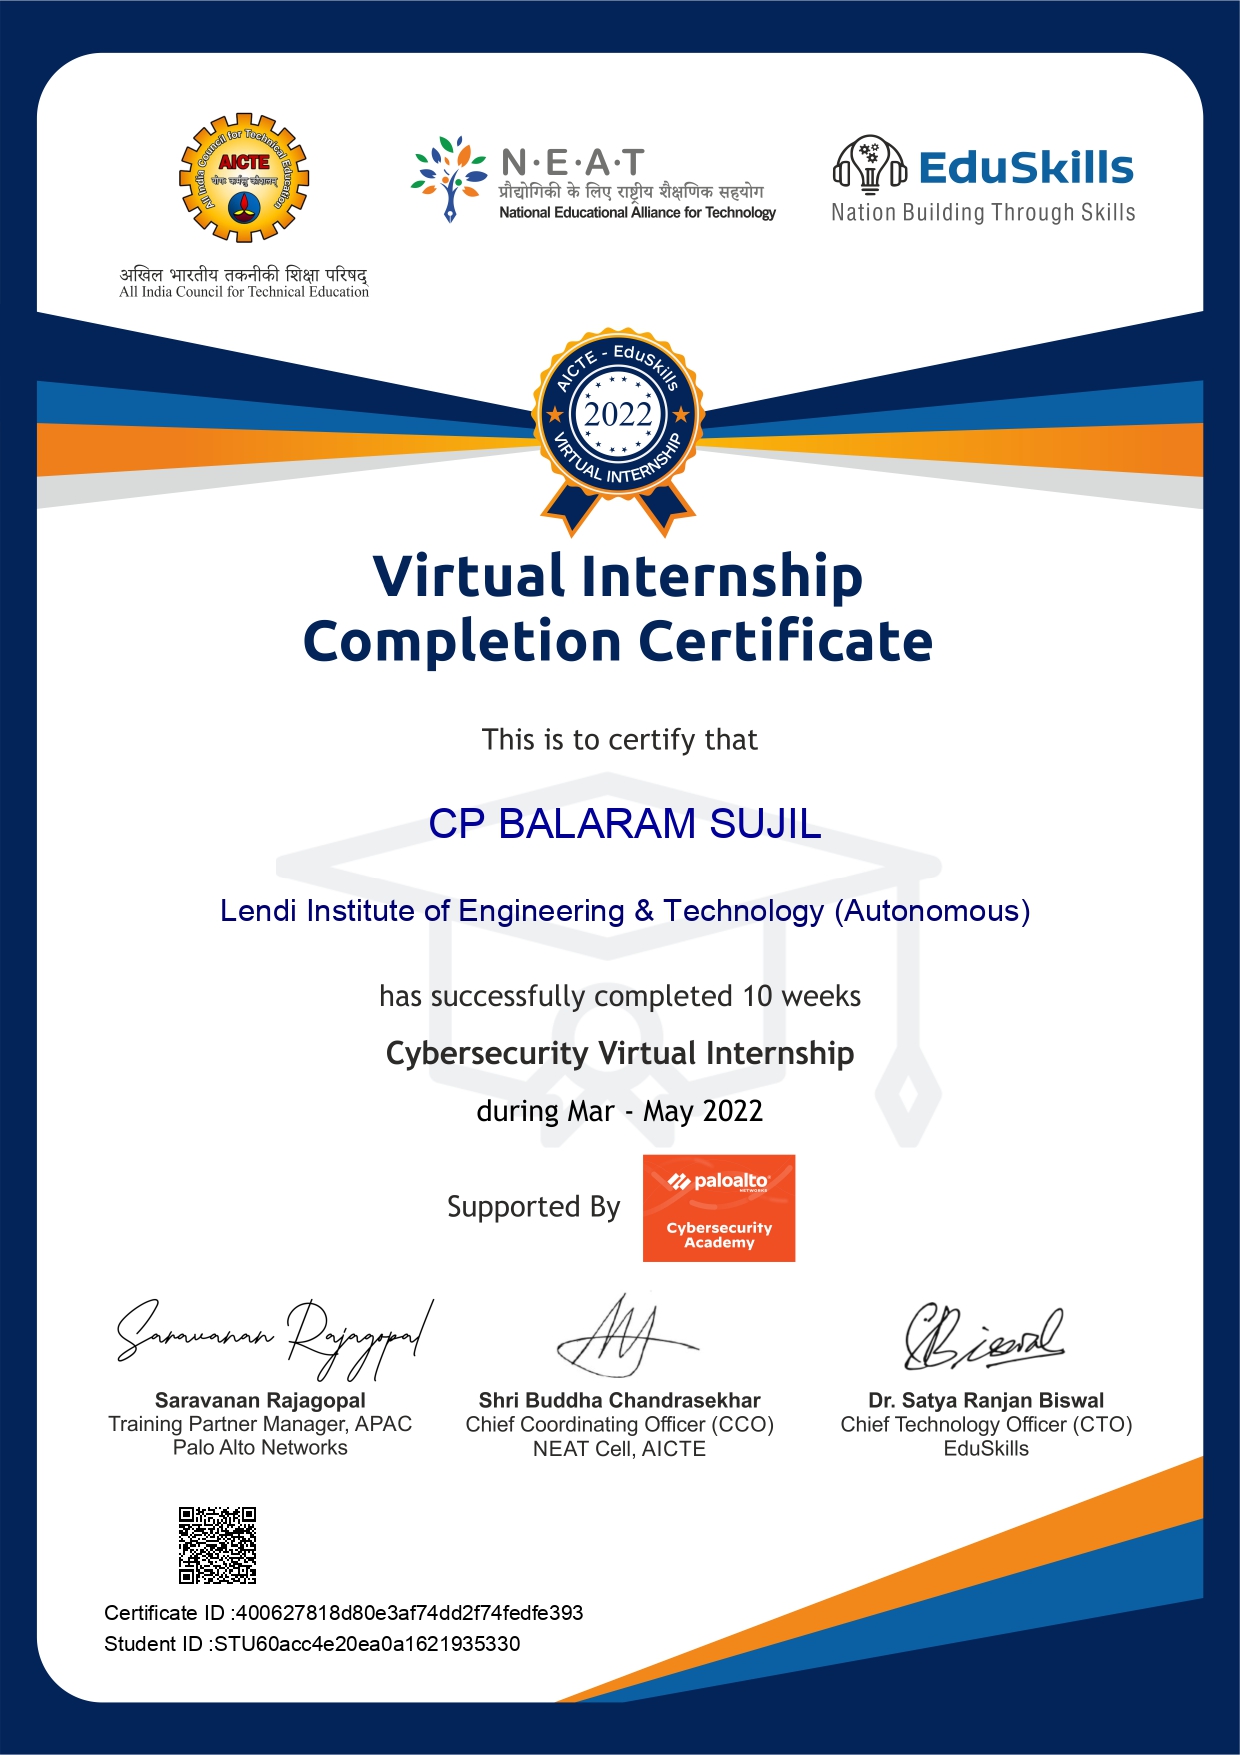 All India Council for Technical Education
AICTE
योगः कर्मसु कौशलम्
अखिल भारतीय तकनीकी शिक्षा परिषद्
All India Council for Technical Education
N·E·A·T
प्रौद्योगिकी के लिए राष्ट्रीय शैक्षणिक सहयोग
National Educational Alliance for Technology
EduSkills
Nation Building Through Skills
AICTE - EduSkills
2022
VIRTUAL INTERNSHIP
Virtual Internship
Completion Certificate
This is to certify that
CP BALARAM SUJIL
Lendi Institute of Engineering & Technology (Autonomous)
has successfully completed 10 weeks
Cybersecurity Virtual Internship
during Mar - May 2022
Supported By
paloalto
NETWORKS
Cybersecurity
Academy
Saravanan Rajagopal
Saravanan Rajagopal
Training Partner Manager, APAC
Palo Alto Networks
Shri Buddha Chandrasekhar
Chief Coordinating Officer (CCO)
NEAT Cell, AICTE
Dr. Satya Ranjan Biswal
Chief Technology Officer (CTO)
EduSkills
Certificate ID :400627818d80e3af74dd2f74fedfe393
Student ID :STU60acc4e20ea0a1621935330